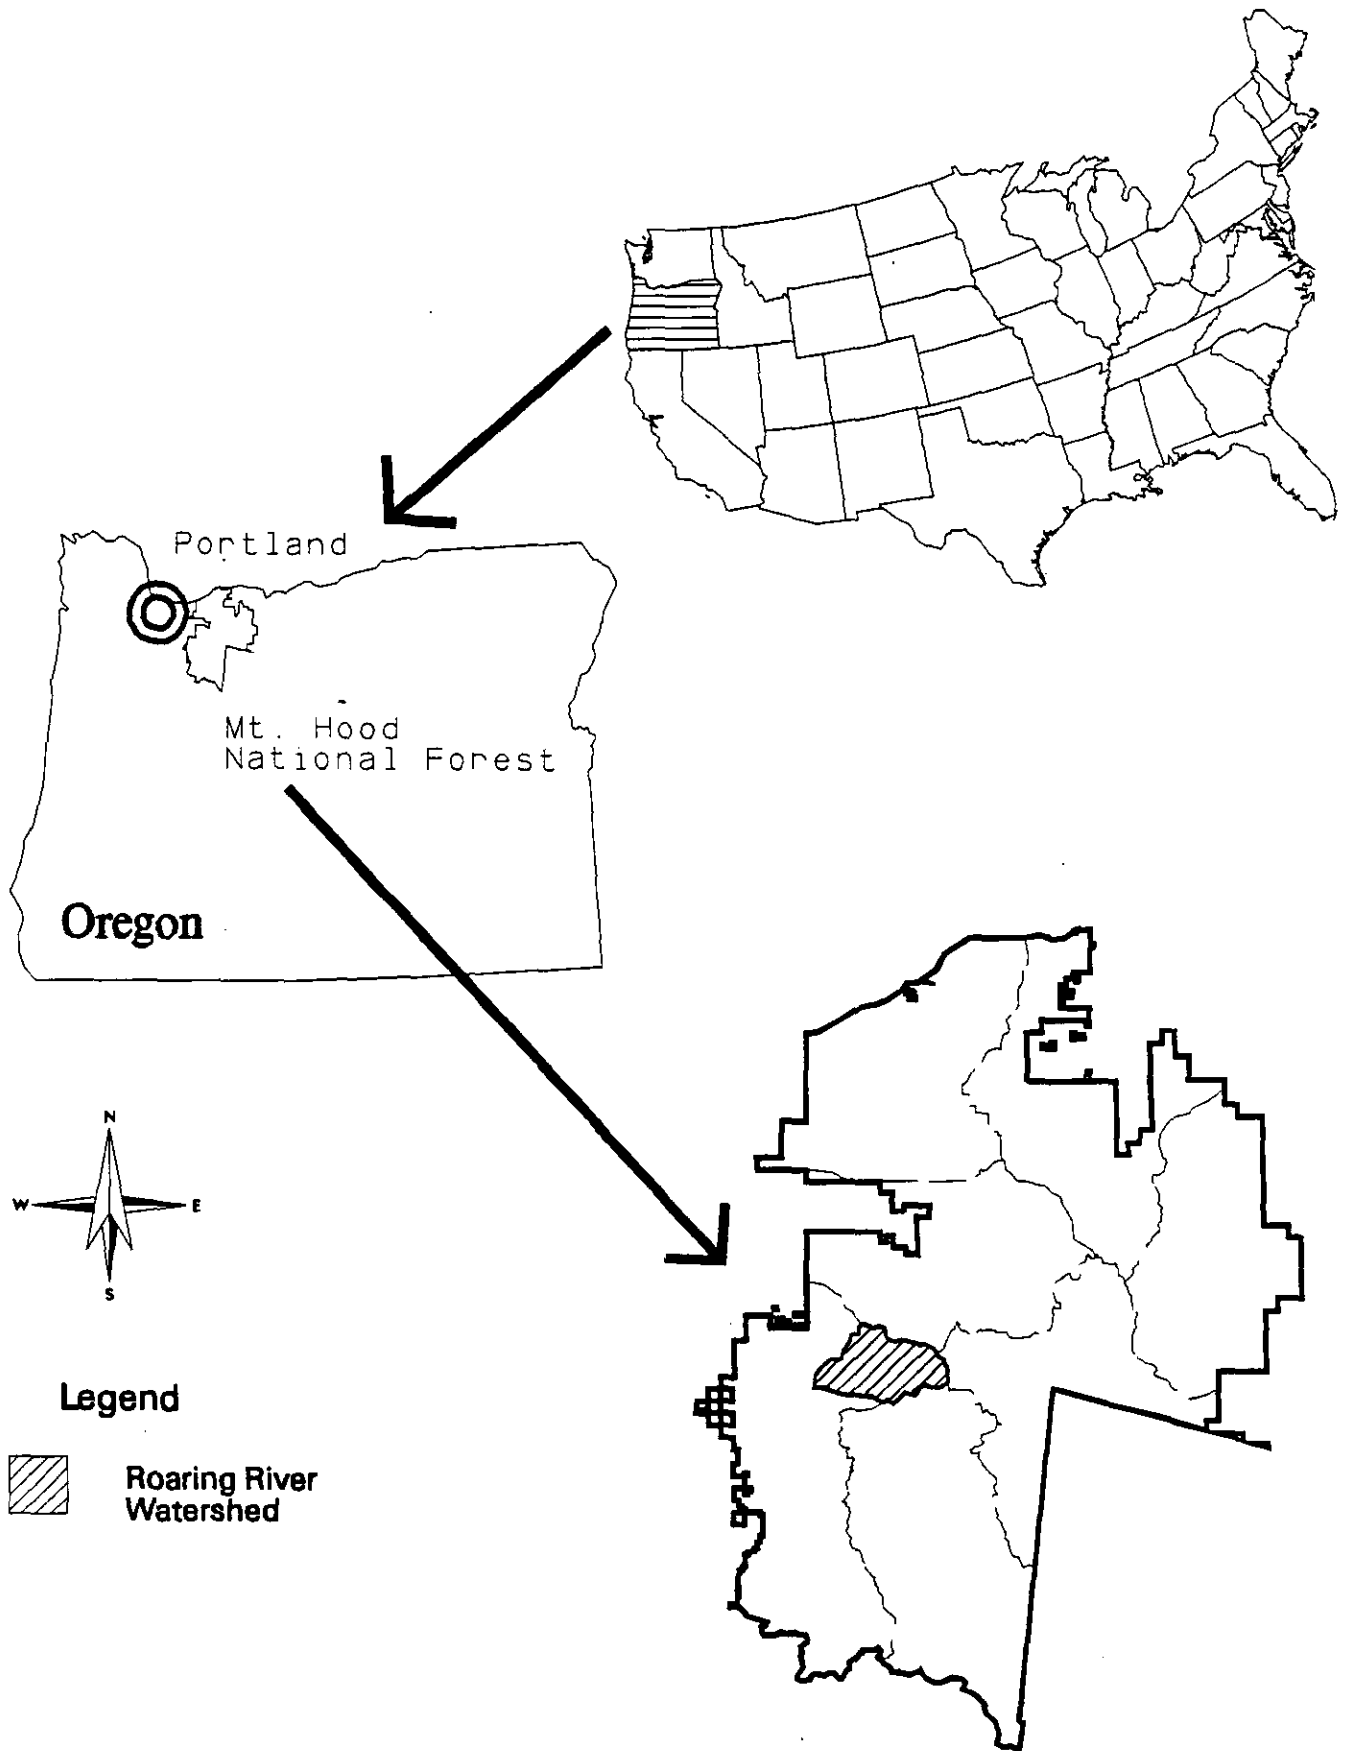 Portland
Mt. Hood
National Forest
Oregon
N
W E
S
Legend
Roaring River
Watershed